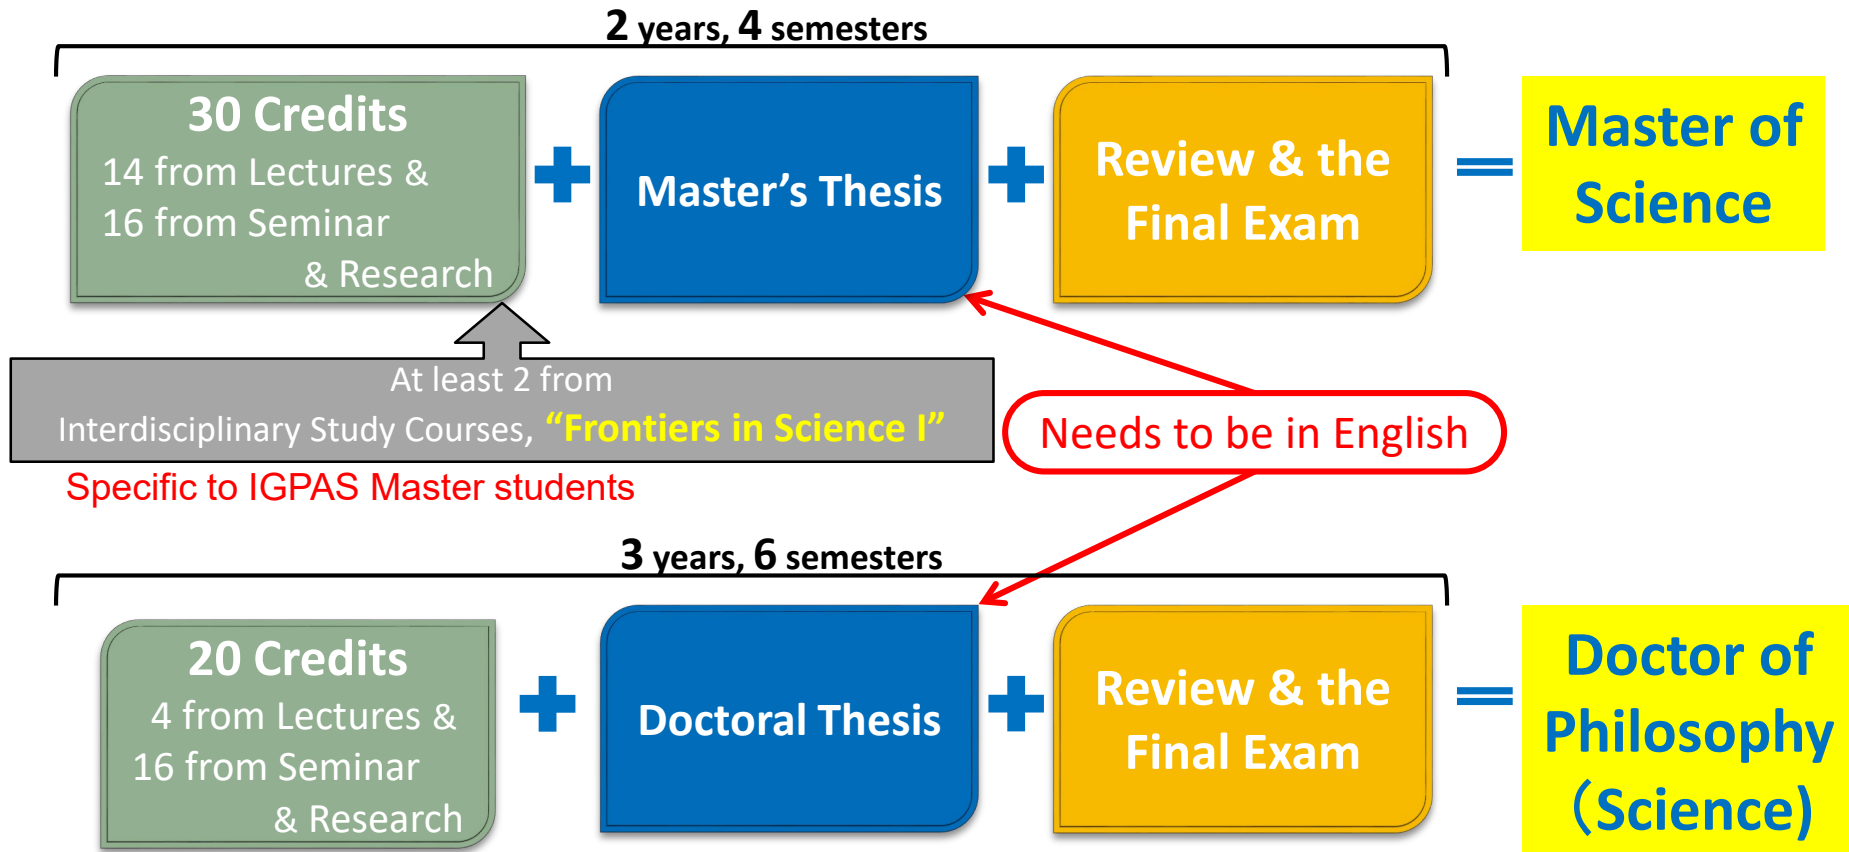 2 years, 4 semesters
30 Credits
14 from Lectures &
16 from Seminar
& Research
Master’s Thesis
Review & the
Final Exam
Master of
Science
At least 2 from
Interdisciplinary Study Courses, “Frontiers in Science I”
Specific to IGPAS Master students
Needs to be in English
3 years, 6 semesters
20 Credits
4 from Lectures &
16 from Seminar
& Research
Doctoral Thesis
Review & the
Final Exam
Doctor of
Philosophy
（Science)